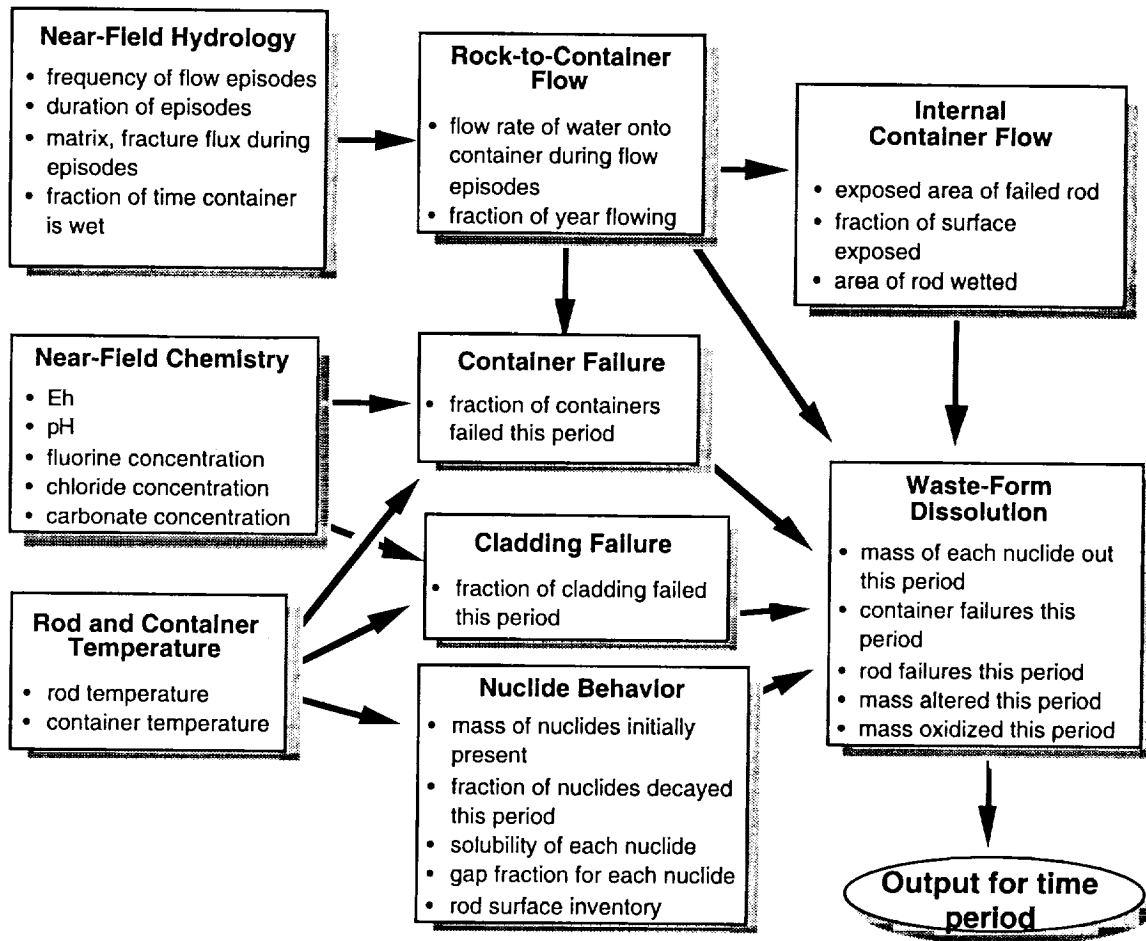 Near-Field Hydrology
• frequency of flow episodes
• duration of episodes
• matrix, fracture flux during
episodes
• fraction of time container
is wet
Rock-to-Container
Flow
• flow rate of water onto
container during flow
episodes
• fraction of year flowing
Internal
Container Flow
• exposed area of failed rod
• fraction of surface
exposed
• area of rod wetted
Near-Field Chemistry
• Eh
• pH
• fluorine concentration
• chloride concentration
• carbonate concentration
Container Failure
• fraction of containers
failed this period
Cladding Failure
• fraction of cladding failed
this period
Rod and Container
Temperature
• rod temperature
• container temperature
Nuclide Behavior
• mass of nuclides initially
present
• fraction of nuclides decayed
this period
• solubility of each nuclide
• gap fraction for each nuclide
• rod surface inventory
Waste-Form
Dissolution
• mass of each nuclide out
this period
• container failures this
period
• rod failures this period
• mass altered this period
• mass oxidized this period
Output for time
period